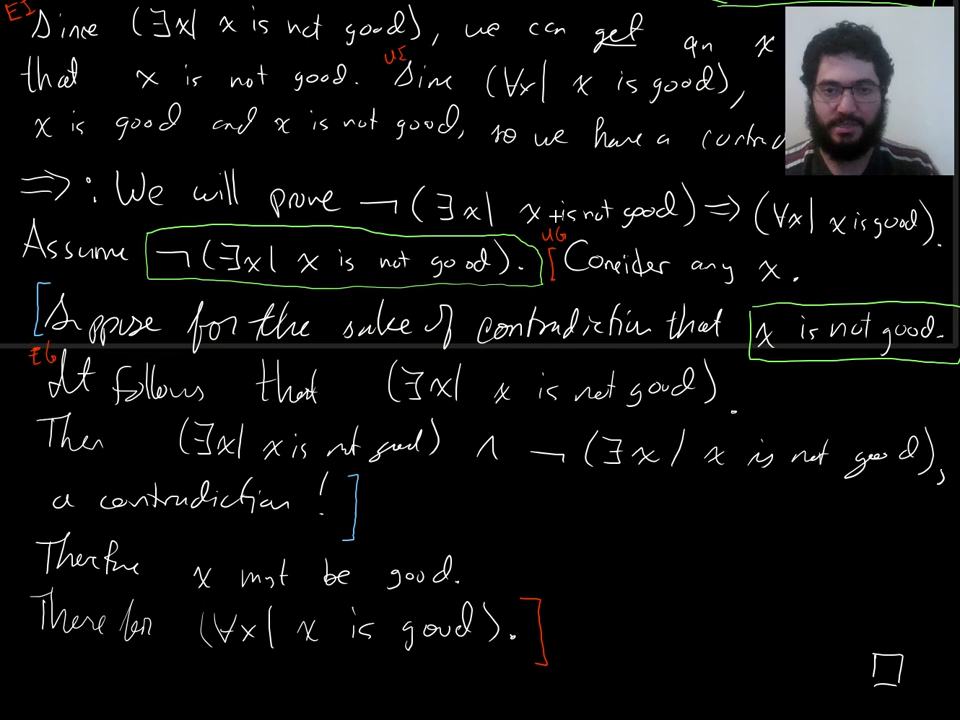 EI Since (∃x| x is not good), we can get an x
that x is not good. UI Since (∀x| x is good),
x is good and x is not good, so we have a contra
⟹: We will prove ¬(∃x| x is not good) ⟹ (∀x| x is good).
Assume ¬(∃x| x is not good). UG [Consider any x.
[Suppose for the sake of contradiction that x is not good.
EG It follows that (∃x| x is not good).
Then (∃x| x is not good) ∧ ¬(∃x| x is not good),
a contradiction!]
Therfore x must be good.
Therefor (∀x| x is good).]
□